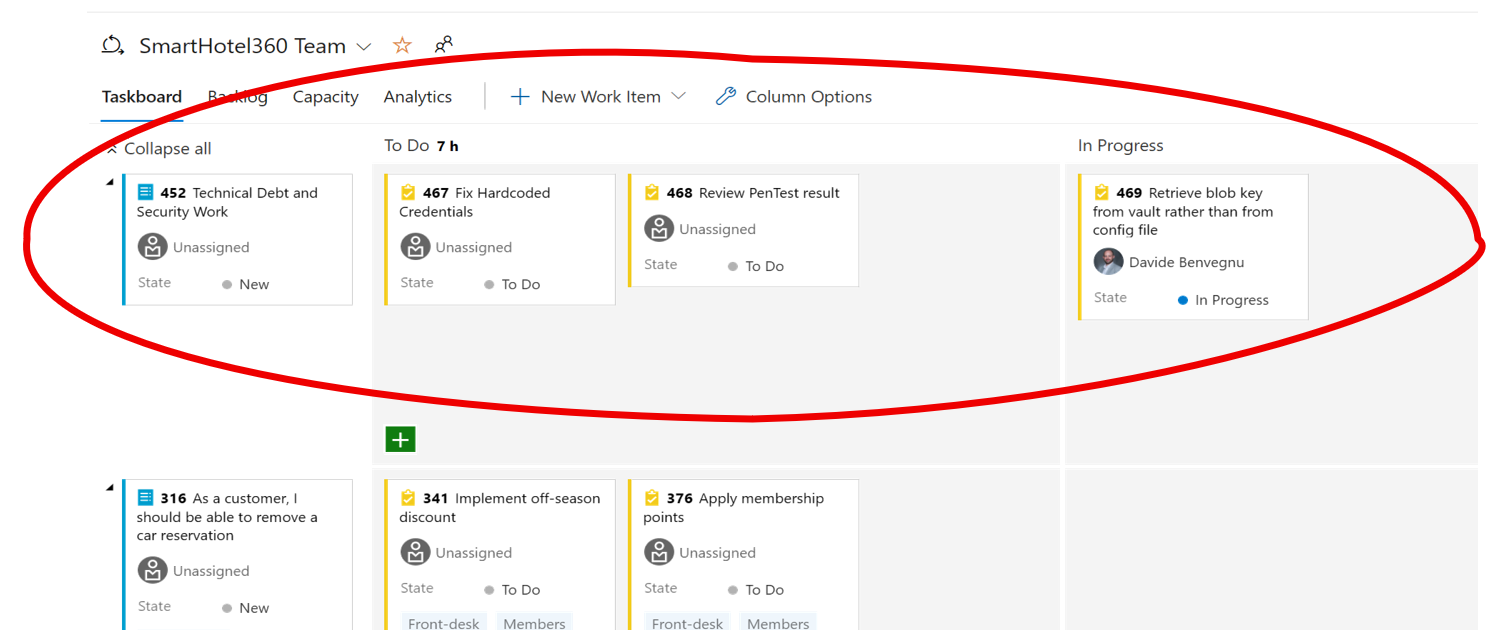 SmartHotel360 Team
Taskboard Backlog Capacity Analytics New Work Item Column Options
Collapse all
To Do 7 h
In Progress
452 Technical Debt and
Security Work
Unassigned
State New
467 Fix Hardcoded
Credentials
Unassigned
State To Do
468 Review PenTest result
Unassigned
State To Do
469 Retrieve blob key
from vault rather than from
config file
Davide Benvegnu
State In Progress
316 As a customer, I
should be able to remove a
car reservation
Unassigned
State New
341 Implement off-season
discount
Unassigned
State To Do
Front-desk Members
376 Apply membership
points
Unassigned
State To Do
Front-desk Members